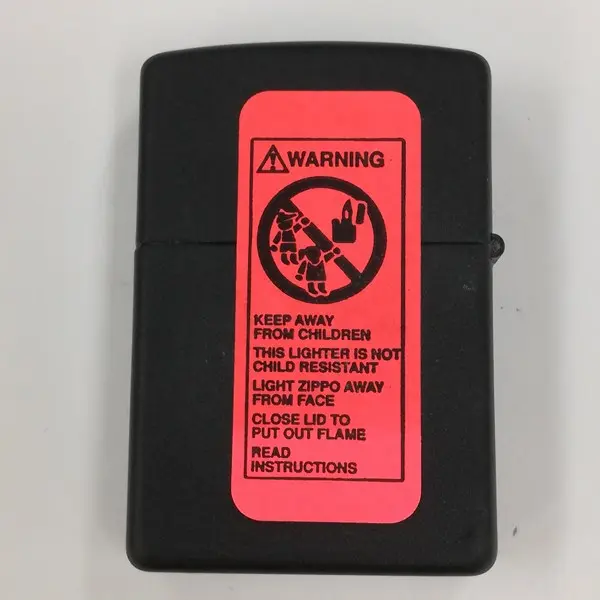 WARNING
KEEP AWAY
FROM CHILDREN
THIS LIGHTER IS NOT
CHILD RESISTANT
LIGHT ZIPPO AWAY
FROM FACE
CLOSE LID TO
PUT OUT FLAME
READ
INSTRUCTIONS